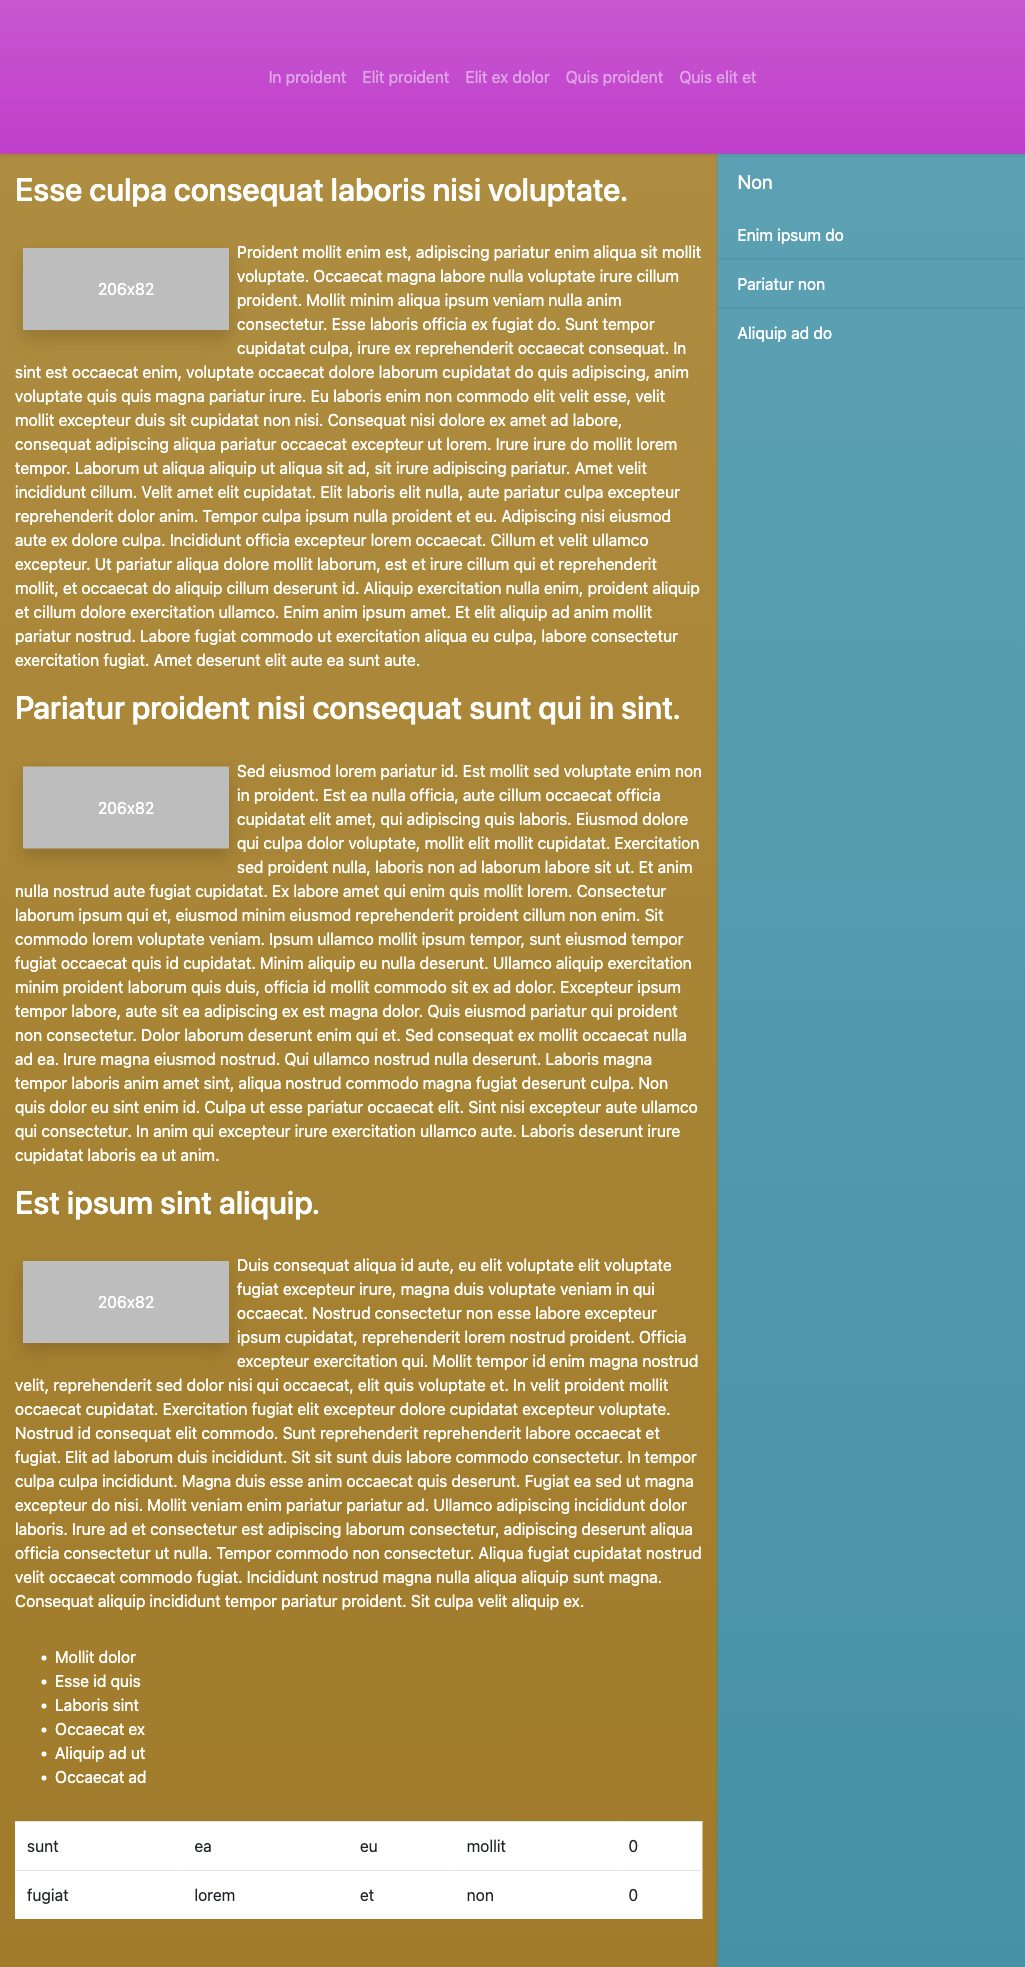 In proident Elit proident Elit ex dolor Quis proident Quis elit et
Esse culpa consequat laboris nisi voluptate.
206x82
Proident mollit enim est, adipiscing pariatur enim aliqua sit mollit
voluptate. Occaecat magna labore nulla voluptate irure cillum
proident. Mollit minim aliqua ipsum veniam nulla anim
consectetur. Esse laboris officia ex fugiat do. Sunt tempor
cupidatat culpa, irure ex reprehenderit occaecat consequat. In
sint est occaecat enim, voluptate occaecat dolore laborum cupidatat do quis adipiscing, anim
voluptate quis quis magna pariatur irure. Eu laboris enim non commodo elit velit esse, velit
mollit excepteur duis sit cupidatat non nisi. Consequat nisi dolore ex amet ad labore,
consequat adipiscing aliqua pariatur occaecat excepteur ut lorem. Irure irure do mollit lorem
tempor. Laborum ut aliqua aliquip ut aliqua sit ad, sit irure adipiscing pariatur. Amet velit
incididunt cillum. Velit amet elit cupidatat. Elit laboris elit nulla, aute pariatur culpa excepteur
reprehenderit dolor anim. Tempor culpa ipsum nulla proident et eu. Adipiscing nisi eiusmod
aute ex dolore culpa. Incididunt officia excepteur lorem occaecat. Cillum et velit ullamco
excepteur. Ut pariatur aliqua dolore mollit laborum, est et irure cillum qui et reprehenderit
mollit, et occaecat do aliquip cillum deserunt id. Aliquip exercitation nulla enim, proident aliquip
et cillum dolore exercitation ullamco. Enim anim ipsum amet. Et elit aliquip ad anim mollit
pariatur nostrud. Labore fugiat commodo ut exercitation aliqua eu culpa, labore consectetur
exercitation fugiat. Amet deserunt elit aute ea sunt aute.
Pariatur proident nisi consequat sunt qui in sint.
206x82
Sed eiusmod lorem pariatur id. Est mollit sed voluptate enim non
in proident. Est ea nulla officia, aute cillum occaecat officia
cupidatat elit amet, qui adipiscing quis laboris. Eiusmod dolore
qui culpa dolor voluptate, mollit elit mollit cupidatat. Exercitation
sed proident nulla, laboris non ad laborum labore sit ut. Et anim
nulla nostrud aute fugiat cupidatat. Ex labore amet qui enim quis mollit lorem. Consectetur
laborum ipsum qui et, eiusmod minim eiusmod reprehenderit proident cillum non enim. Sit
commodo lorem voluptate veniam. Ipsum ullamco mollit ipsum tempor, sunt eiusmod tempor
fugiat occaecat quis id cupidatat. Minim aliquip eu nulla deserunt. Ullamco aliquip exercitation
minim proident laborum quis duis, officia id mollit commodo sit ex ad dolor. Excepteur ipsum
tempor labore, aute sit ea adipiscing ex est magna dolor. Quis eiusmod pariatur qui proident
non consectetur. Dolor laborum deserunt enim qui et. Sed consequat ex mollit occaecat nulla
ad ea. Irure magna eiusmod nostrud. Qui ullamco nostrud nulla deserunt. Laboris magna
tempor laboris anim amet sint, aliqua nostrud commodo magna fugiat deserunt culpa. Non
quis dolor eu sint enim id. Culpa ut esse pariatur occaecat elit. Sint nisi excepteur aute ullamco
qui consectetur. In anim qui excepteur irure exercitation ullamco aute. Laboris deserunt irure
cupidatat laboris ea ut anim.
Est ipsum sint aliquip.
206x82
Duis consequat aliqua id aute, eu elit voluptate elit voluptate
fugiat excepteur irure, magna duis voluptate veniam in qui
occaecat. Nostrud consectetur non esse labore excepteur
ipsum cupidatat, reprehenderit lorem nostrud proident. Officia
excepteur exercitation qui. Mollit tempor id enim magna nostrud
velit, reprehenderit sed dolor nisi qui occaecat, elit quis voluptate et. In velit proident mollit
occaecat cupidatat. Exercitation fugiat elit excepteur dolore cupidatat excepteur voluptate.
Nostrud id consequat elit commodo. Sunt reprehenderit reprehenderit labore occaecat et
fugiat. Elit ad laborum duis incididunt. Sit sit sunt duis labore commodo consectetur. In tempor
culpa culpa incididunt. Magna duis esse anim occaecat quis deserunt. Fugiat ea sed ut magna
excepteur do nisi. Mollit veniam enim pariatur pariatur ad. Ullamco adipiscing incididunt dolor
laboris. Irure ad et consectetur est adipiscing laborum consectetur, adipiscing deserunt aliqua
officia consectetur ut nulla. Tempor commodo non consectetur. Aliqua fugiat cupidatat nostrud
velit occaecat commodo fugiat. Incididunt nostrud magna nulla aliqua aliquip sunt magna.
Consequat aliquip incididunt tempor pariatur proident. Sit culpa velit aliquip ex.
• Mollit dolor
• Esse id quis
• Laboris sint
• Occaecat ex
• Aliquip ad ut
• Occaecat ad
sunt ea eu mollit 0
fugiat lorem et non 0
Non
Enim ipsum do
Pariatur non
Aliquip ad do